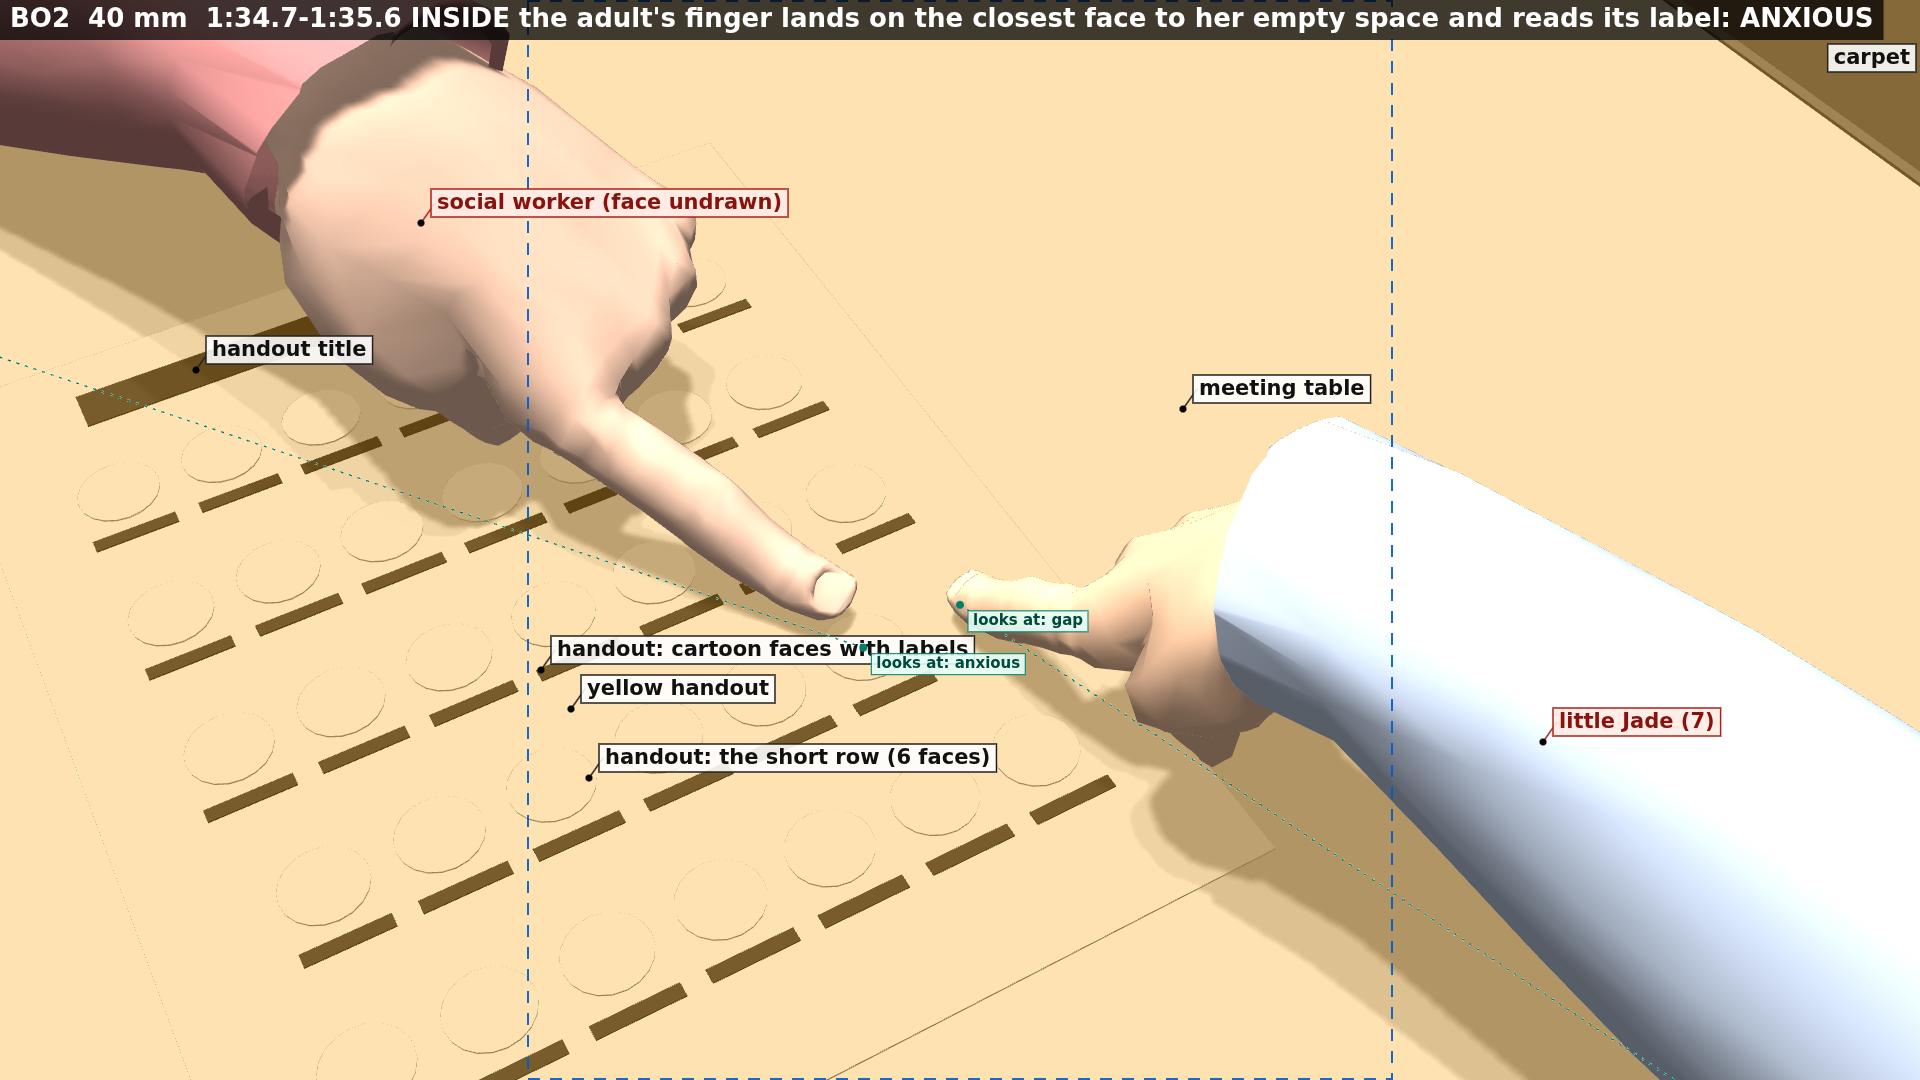 BO2 40 mm 1:34.7-1:35.6 INSIDE the adult's finger lands on the closest face to her empty space and reads its label: ANXIOUS
carpet
social worker (face undrawn)
handout title
meeting table
looks at: gap
handout: cartoon faces with labels
looks at: anxious
yellow handout
little Jade (7)
handout: the short row (6 faces)